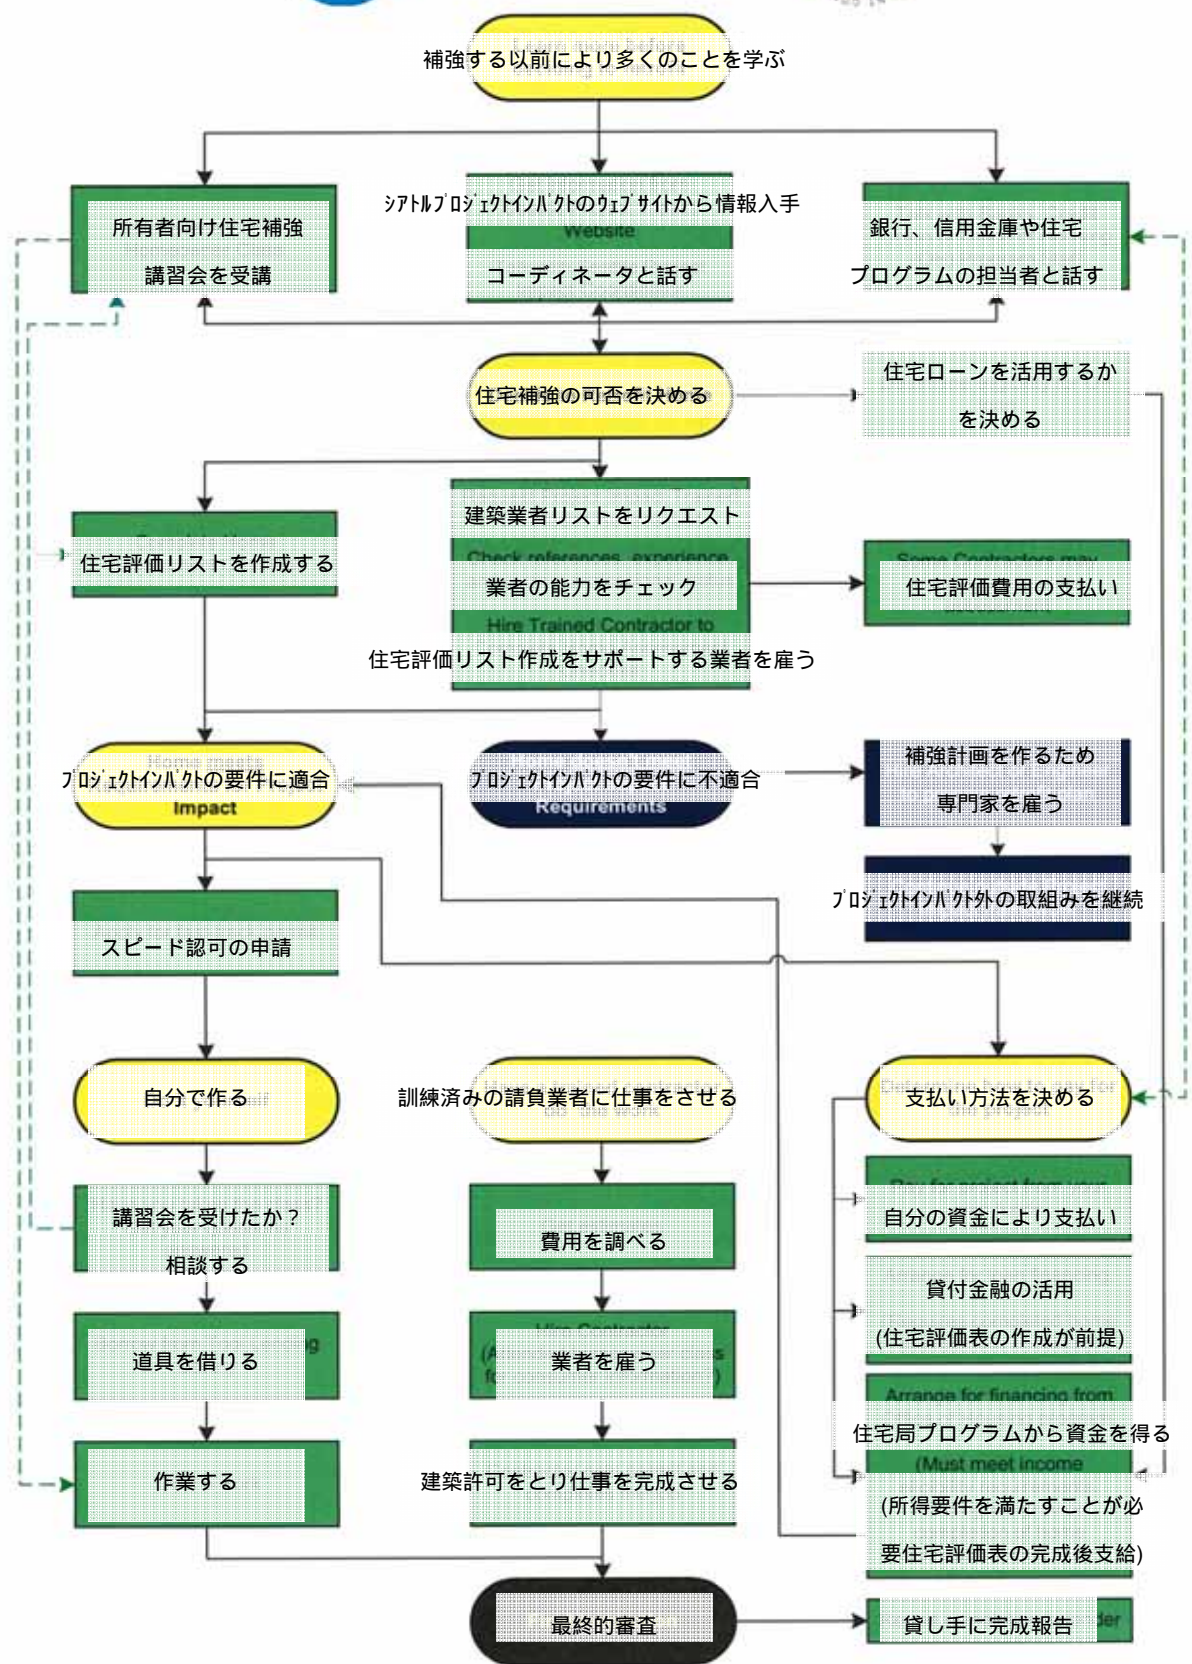 補強する以前により多くのことを学ぶ
所有者向け住宅補強
講習会を受講
シアトルプロジェクトインパクトのウェブサイトから情報入手
Website
コーディネータと話す
銀行、信用金庫や住宅
プログラムの担当者と話す
住宅補強の可否を決める
住宅ローンを活用するか
を決める
住宅評価リストを作成する
建築業者リストをリクエスト
Check references, experience
業者の能力をチェック
Hire Trained Contractor to
住宅評価リスト作成をサポートする業者を雇う
Some Contractors may
住宅評価費用の支払い
Home meets
プロジェクトインパクトの要件に適合
Impact
プロジェクトインパクトの要件に不適合
Requirements
補強計画を作るため
専門家を雇う
プロジェクトインパクト外の取組みを継続
スピード認可の申請
自分で作る
訓練済みの請負業者に仕事をさせる
支払い方法を決める
講習会を受けたか？
相談する
費用を調べる
自分の資金により支払い
貸付金融の活用
(住宅評価表の作成が前提)
道具を借りる
Hire Contractor
業者を雇う
Arrange for financing from
住宅局プログラムから資金を得る
(Must meet income
(所得要件を満たすことが必
要住宅評価表の完成後支給)
作業する
建築許可をとり仕事を完成させる
最終的審査
貸し手に完成報告